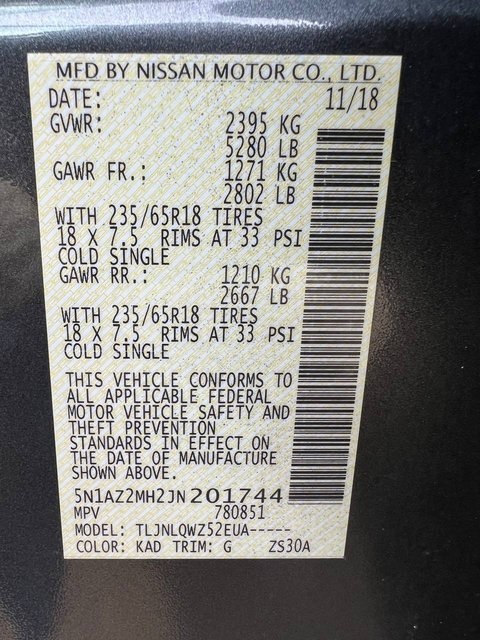 MFD BY NISSAN MOTOR CO., LTD.
DATE: 11/18
GVWR: 2395 KG
5280 LB
GAWR FR.: 1271 KG
2802 LB
WITH 235/65R18 TIRES
18 X 7.5 RIMS AT 33 PSI
COLD SINGLE
GAWR RR.: 1210 KG
2667 LB
WITH 235/65R18 TIRES
18 X 7.5 RIMS AT 33 PSI
COLD SINGLE
THIS VEHICLE CONFORMS TO
ALL APPLICABLE FEDERAL
MOTOR VEHICLE SAFETY AND
THEFT PREVENTION
STANDARDS IN EFFECT ON
THE DATE OF MANUFACTURE
SHOWN ABOVE.
5N1AZ2MH2JN201744
MPV 780851
MODEL: TLJNLQWZ52EUA-----
COLOR: KAD TRIM: G ZS30A